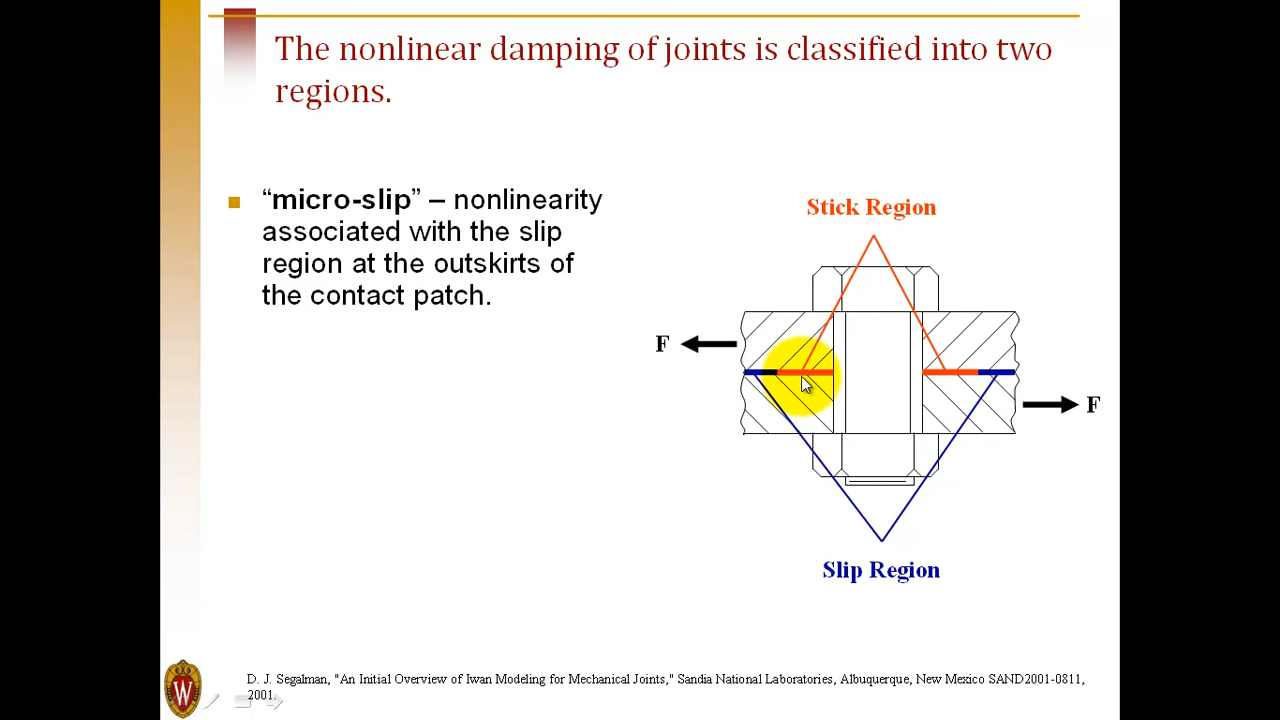 The nonlinear damping of joints is classified into two
regions.
“micro-slip” – nonlinearity
associated with the slip
region at the outskirts of
the contact patch.
Stick Region
F
F
Slip Region
W
D. J. Segalman, "An Initial Overview of Iwan Modeling for Mechanical Joints," Sandia National Laboratories, Albuquerque, New Mexico SAND2001-0811,
2001.